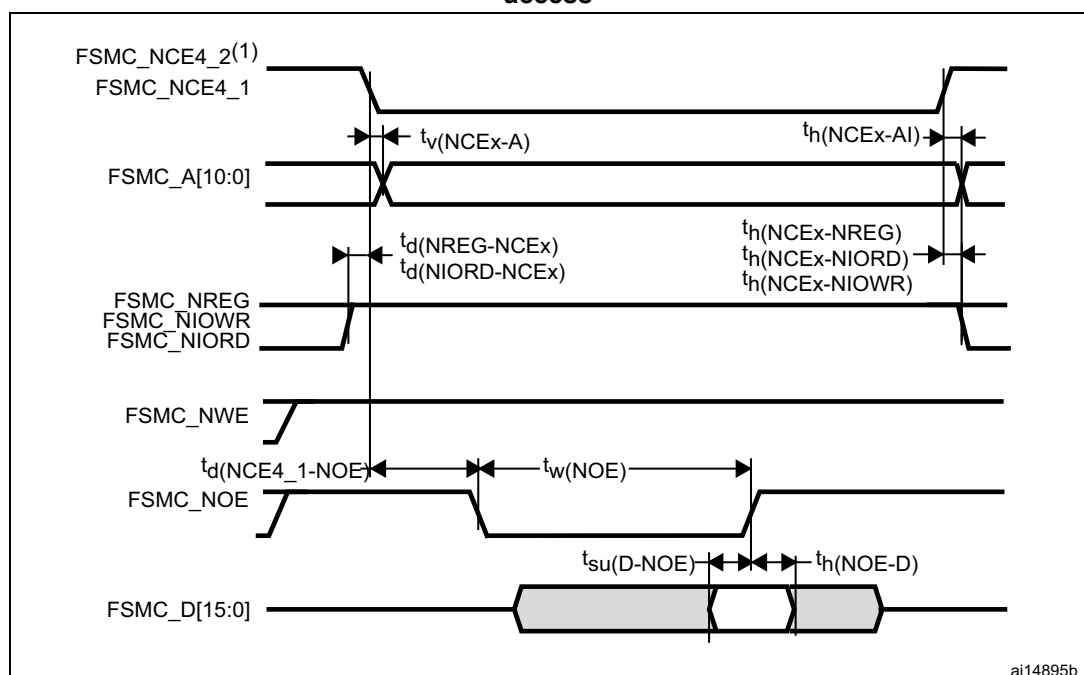 access
FSMC_NCE4_2(1)
FSMC_NCE4_1
tv(NCEx-A)
th(NCEx-AI)
FSMC_A[10:0]
td(NREG-NCEx)
td(NIORD-NCEx)
th(NCEx-NREG)
th(NCEx-NIORD)
th(NCEx-NIOWR)
FSMC_NREG
FSMC_NIOWR
FSMC_NIORD
FSMC_NWE
td(NCE4_1-NOE)
tw(NOE)
FSMC_NOE
tsu(D-NOE)
th(NOE-D)
FSMC_D[15:0]
ai14895b